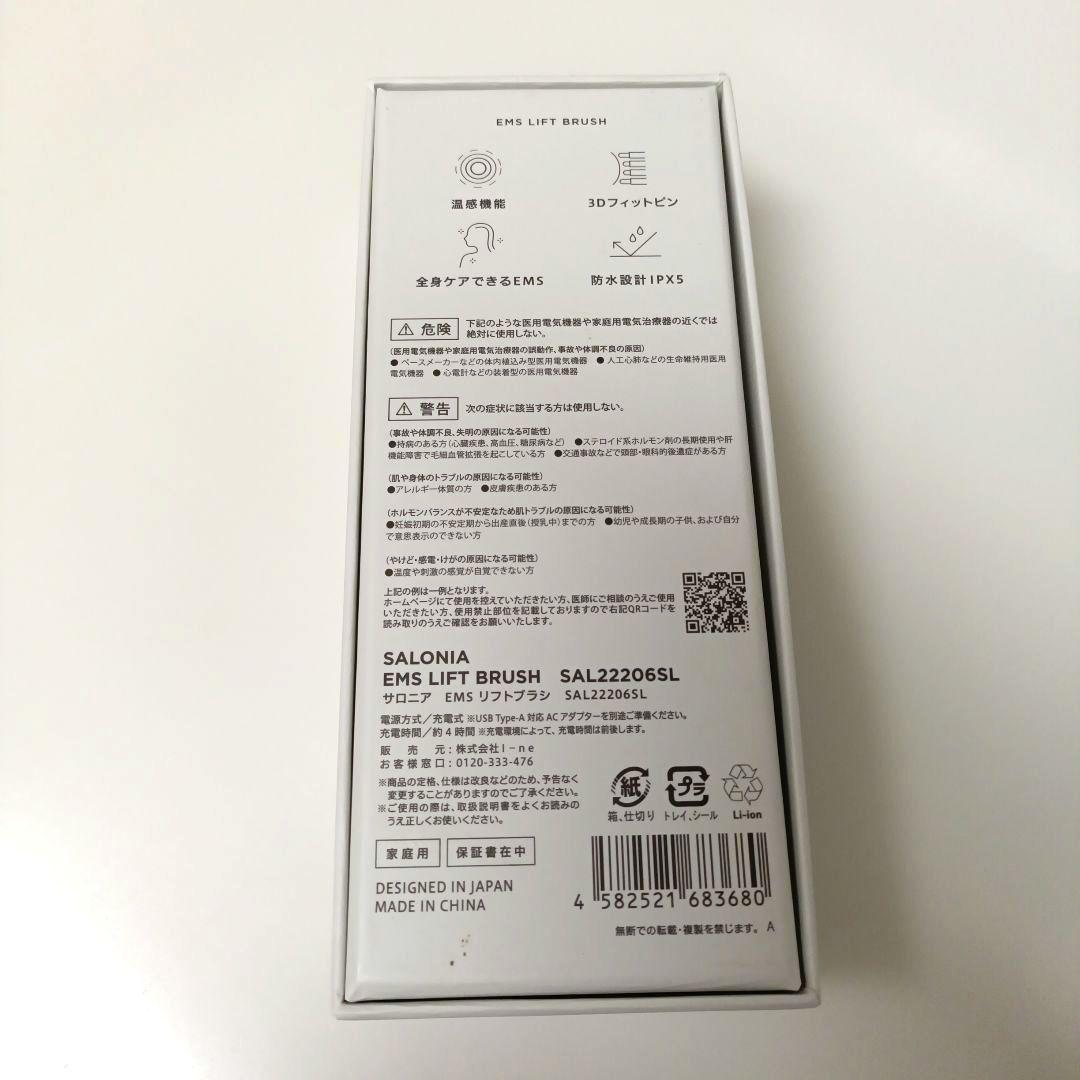 EMS LIFT BRUSH
温感機能
3Dフィットピン
全身ケアできるEMS
防水設計IPX5
危険 下記のような医用電気機器や家庭用電気治療器の近くでは
絶対に使用しない。
(医用電気機器や家庭用電気治療器の誤動作、事故や体調不良の原因)
●ペースメーカーなどの体内植込み型医用電気機器 ●人工心肺などの生命維持用医用
電気機器 ●心電計などの装着型の医用電気機器
警告 次の症状に該当する方は使用しない。
(事故や体調不良、失明の原因になる可能性)
●持病のある方(心臓疾患、高血圧、糖尿病など) ●ステロイド系ホルモン剤の長期使用や肝
機能障害で毛細血管拡張を起こしている方 ●交通事故などで頭部・眼科的後遺症がある方
(肌や身体のトラブルの原因になる可能性)
●アレルギー体質の方 ●皮膚疾患のある方
(ホルモンバランスが不安定なため肌トラブルの原因になる可能性)
●妊娠初期の不安定期から出産直後(授乳中)までの方 ●幼児や成長期の子供、および自分
で意思表示のできない方
(やけど・感電・けがの原因になる可能性)
●温度や刺激の感覚が自覚できない方
上記の例は一例となります。
ホームページにて使用を控えていただきたい方、医師にご相談のうえご使用
いただきたい方、使用禁止部位を記載しておりますので右記QRコードを
読み取りのうえご確認をお願いいたします。
SALONIA
EMS LIFT BRUSH SAL22206SL
サロニア EMS リフトブラシ SAL22206SL
電源方式/充電式 ※USB Type-A 対応 AC アダプターを別途ご準備ください。
充電時間/約4時間 ※充電環境によって、充電時間は前後します。
販売元:株式会社I-ne
お客様窓口:0120-333-476
※商品の定格、仕様は改良などのため、予告なく
変更することがありますのでご了承ください。
※ご使用の際は、取扱説明書をよくお読みの
うえ正しくお使いください。
紙
箱、仕切り
プラ
トレイ、シール
Li-ion
家庭用
保証書在中
DESIGNED IN JAPAN
MADE IN CHINA
4 582521 683680
無断での転載・複製を禁じます。 A